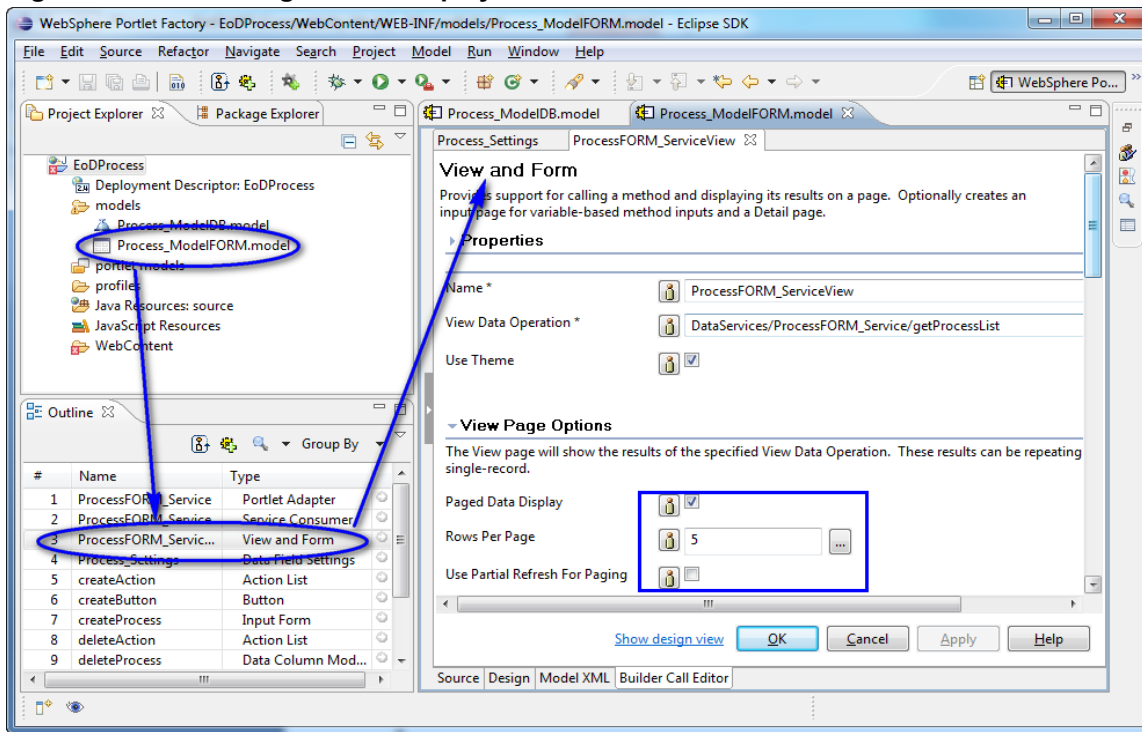 WebSphere Portlet Factory - EoDProcess/WebContent/WEB-INF/models/Process_ModelFORM.model - Eclipse SDK
File Edit Source Refactor Navigate Search Project Model Run Window Help
WebSphere Po...
Project Explorer Package Explorer
Process_ModelDB.model Process_ModelFORM.model
Process_Settings ProcessFORM_ServiceView
EoDProcess
Deployment Descriptor: EoDProcess
models
Process_ModelDB.model
Process_ModelFORM.model
portlet models
profiles
Java Resources: source
JavaScript Resources
WebContent
View and Form
Provides support for calling a method and displaying its results on a page. Optionally creates an
input page for variable-based method inputs and a Detail page.
Properties
Name * ProcessFORM_ServiceView
View Data Operation * DataServices/ProcessFORM_Service/getProcessList
Use Theme
View Page Options
The View page will show the results of the specified View Data Operation. These results can be repeating
single-record.
Paged Data Display
Rows Per Page 5 ...
Use Partial Refresh For Paging
Show design view OK Cancel Apply Help
Source Design Model XML Builder Call Editor
Outline
Group By
# Name Type
1 ProcessFORM_Service Portlet Adapter
2 ProcessFORM_Service Service Consumer
3 ProcessFORM_Servic... View and Form
4 Process_Settings Data Field Settings
5 createAction Action List
6 createButton Button
7 createProcess Input Form
8 deleteAction Action List
9 deleteProcess Data Column Mod...